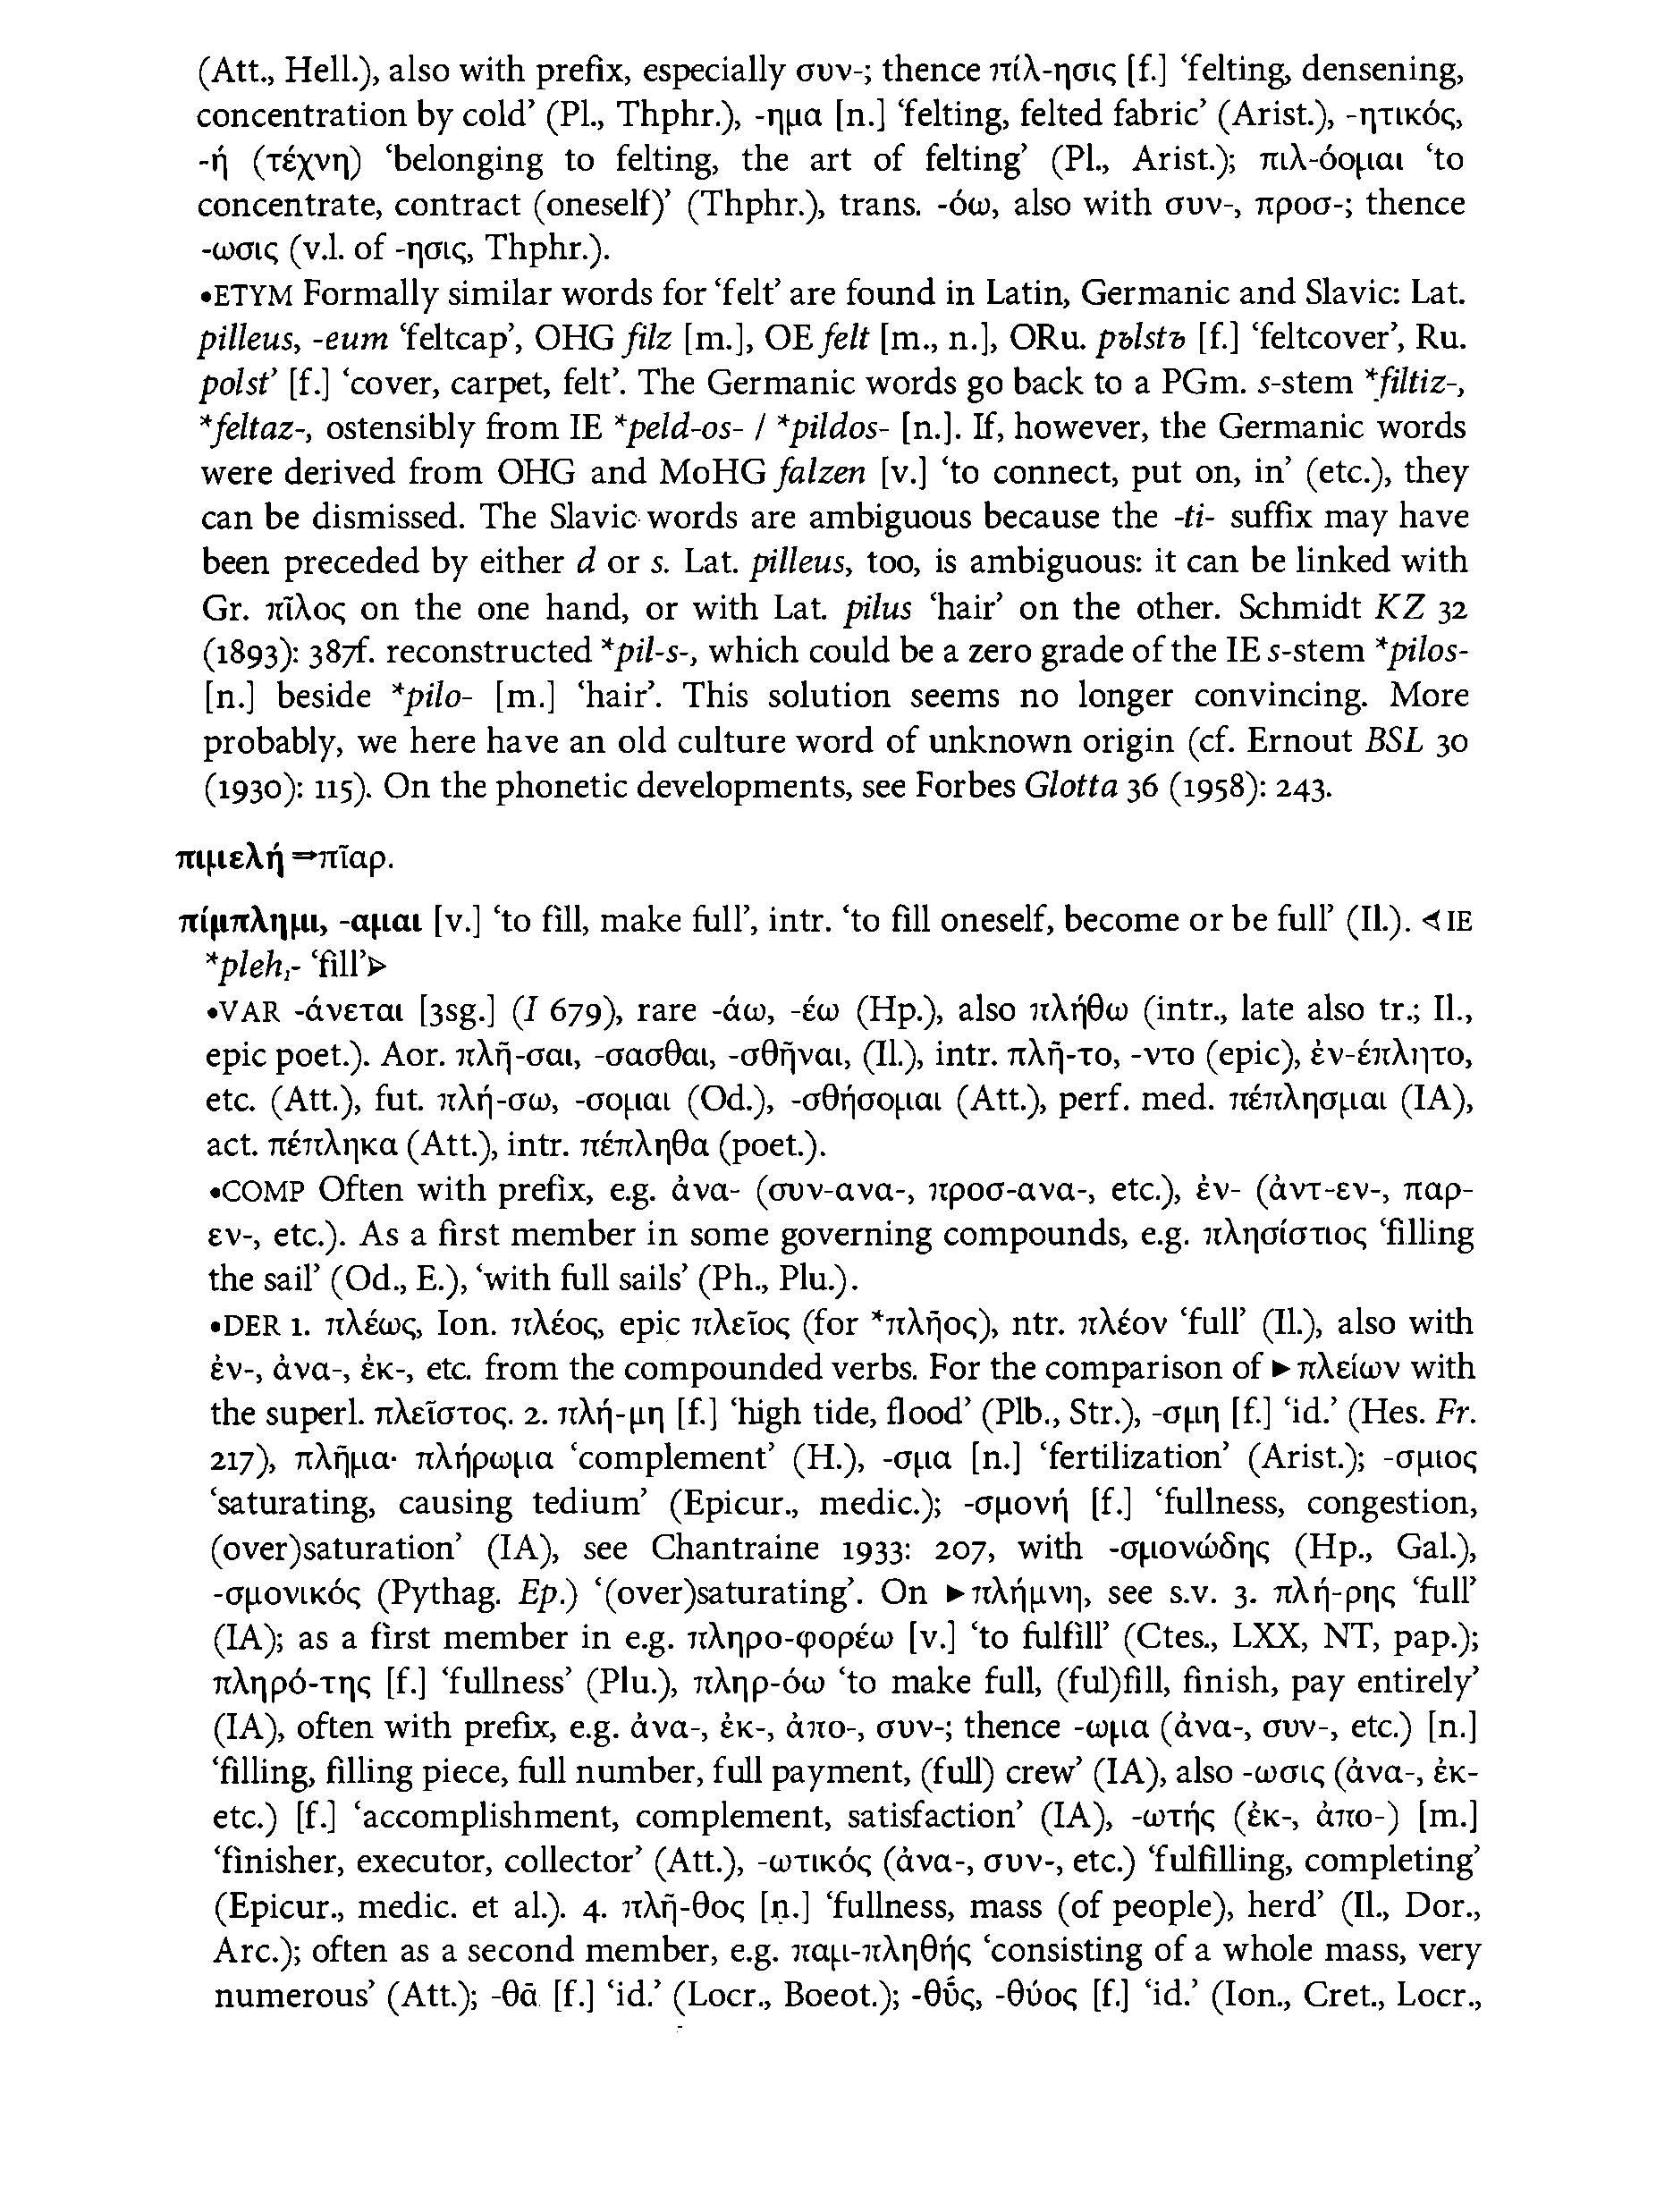 (Att., Hell.), also with prefix, especially συν-; thence πίλ-ησις [f.] ‘felting, densening,
concentration by cold’ (Pl., Thphr.), -ημα [n.] ‘felting, felted fabric’ (Arist.), -ητικός,
-ή (τέχνη) ‘belonging to felting, the art of felting’ (Pl., Arist.); πιλ-όομαι ‘to
concentrate, contract (oneself)’ (Thphr.), trans. -όω, also with συν-, προσ-; thence
-ωσις (v.l. of -ησις, Thphr.).
•ETYM Formally similar words for ‘felt’ are found in Latin, Germanic and Slavic: Lat.
pilleus, -eum ‘feltcap’, OHG filz [m.], OE felt [m., n.], ORu. pъlstь [f.] ‘feltcover’, Ru.
polst’ [f.] ‘cover, carpet, felt’. The Germanic words go back to a PGm. s-stem *filtiz-,
*feltaz-, ostensibly from IE *peld-os- / *pildos- [n.]. If, however, the Germanic words
were derived from OHG and MoHG falzen [v.] ‘to connect, put on, in’ (etc.), they
can be dismissed. The Slavic words are ambiguous because the -ti- suffix may have
been preceded by either d or s. Lat. pilleus, too, is ambiguous: it can be linked with
Gr. πῖλος on the one hand, or with Lat. pilus ‘hair’ on the other. Schmidt KZ 32
(1893): 387f. reconstructed *pil-s-, which could be a zero grade of the IE s-stem *pilos-
[n.] beside *pilo- [m.] ‘hair’. This solution seems no longer convincing. More
probably, we here have an old culture word of unknown origin (cf. Ernout BSL 30
(1930): 115). On the phonetic developments, see Forbes Glotta 36 (1958): 243.
πιμελή ⇒πῖαρ.
πίμπλημι, -αμαι [v.] ‘to fill, make full’, intr. ‘to fill oneself, become or be full’ (Il.). ⊲IE
*pleh₁- ‘fill’⊳
•VAR -άνεται [3sg.] (I 679), rare -άω, -έω (Hp.), also πλήθω (intr., late also tr.; Il.,
epic poet.). Aor. πλῆ-σαι, -σασθαι, -σθῆναι, (Il.), intr. πλῆ-το, -ντο (epic), ἐν-έπλητο,
etc. (Att.), fut. πλή-σω, -σομαι (Od.), -σθήσομαι (Att.), perf. med. πέπλησμαι (IA),
act. πέπληκα (Att.), intr. πέπληθα (poet.).
•COMP Often with prefix, e.g. ἀνα- (συν-ανα-, προσ-ανα-, etc.), ἐν- (ἀντ-εν-, παρ-
εν-, etc.). As a first member in some governing compounds, e.g. πλησίστιος ‘filling
the sail’ (Od., E.), ‘with full sails’ (Ph., Plu.).
•DER 1. πλέως, Ion. πλέος, epic πλεῖος (for *πλῆος), ntr. πλέον ‘full’ (Il.), also with
ἐν-, ἀνα-, ἐκ-, etc. from the compounded verbs. For the comparison of ►πλείων with
the superl. πλεῖστος. 2. πλή-μη [f.] ‘high tide, flood’ (Plb., Str.), -σμη [f.] ‘id.’ (Hes. Fr.
217), πλῆμα· πλήρωμα ‘complement’ (H.), -σμα [n.] ‘fertilization’ (Arist.); -σμιος
‘saturating, causing tedium’ (Epicur., medic.); -σμονή [f.] ‘fullness, congestion,
(over)saturation’ (IA), see Chantraine 1933: 207, with -σμονώδης (Hp., Gal.),
-σμονικός (Pythag. Ep.) ‘(over)saturating’. On ►πλήμνη, see s.v. 3. πλή-ρης ‘full’
(IA); as a first member in e.g. πληρο-φορέω [v.] ‘to fulfill’ (Ctes., LXX, NT, pap.);
πληρό-της [f.] ‘fullness’ (Plu.), πληρ-όω ‘to make full, (ful)fill, finish, pay entirely’
(IA), often with prefix, e.g. ἀνα-, ἐκ-, ἀπο-, συν-; thence -ωμα (ἀνα-, συν-, etc.) [n.]
‘filling, filling piece, full number, full payment, (full) crew’ (IA), also -ωσις (ἀνα-, ἐκ-
etc.) [f.] ‘accomplishment, complement, satisfaction’ (IA), -ωτής (ἐκ-, ἀπο-) [m.]
‘finisher, executor, collector’ (Att.), -ωτικός (ἀνα-, συν-, etc.) ‘fulfilling, completing’
(Epicur., medic. et al.). 4. πλῆ-θος [n.] ‘fullness, mass (of people), herd’ (Il., Dor.,
Arc.); often as a second member, e.g. παμ-πληθής ‘consisting of a whole mass, very
numerous’ (Att.); -θᾱ [f.] ‘id.’ (Locr., Boeot.); -θῡ́ς, -θύος [f.] ‘id.’ (Ion., Cret., Locr.,